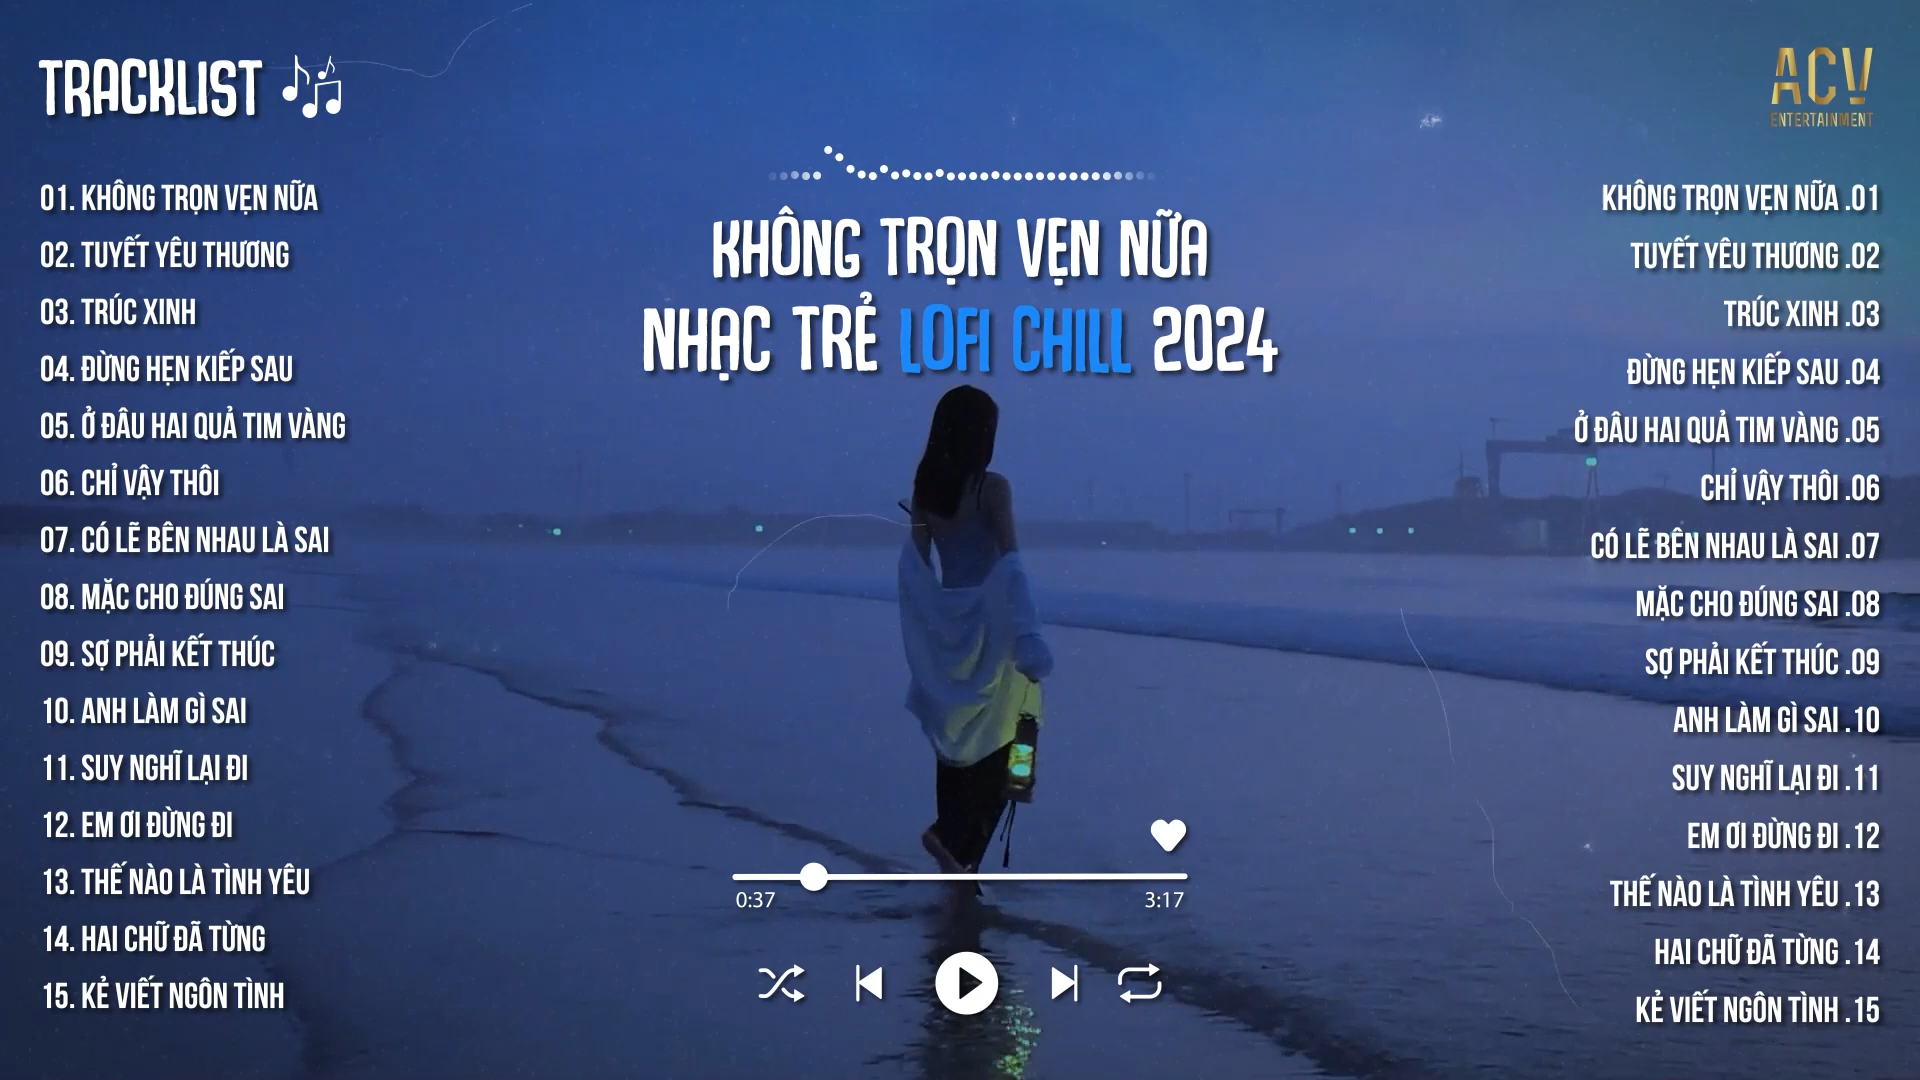 TRACKLIST
ACV
ENTERTAINMENT
KHÔNG TRỌN VẸN NỮA
NHẠC TRẺ LOFI CHILL 2024
01. KHÔNG TRỌN VẸN NỮA
02. TUYẾT YÊU THƯƠNG
03. TRÚC XINH
04. ĐỪNG HẸN KIẾP SAU
05. Ở ĐÂU HAI QUẢ TIM VÀNG
06. CHỈ VẬY THÔI
07. CÓ LẼ BÊN NHAU LÀ SAI
08. MẶC CHO ĐÚNG SAI
09. SỢ PHẢI KẾT THÚC
10. ANH LÀM GÌ SAI
11. SUY NGHĨ LẠI ĐI
12. EM ƠI ĐỪNG ĐI
13. THẾ NÀO LÀ TÌNH YÊU
14. HAI CHỮ ĐÃ TỪNG
15. KẺ VIẾT NGÔN TÌNH
KHÔNG TRỌN VẸN NỮA .01
TUYẾT YÊU THƯƠNG .02
TRÚC XINH .03
ĐỪNG HẸN KIẾP SAU .04
Ở ĐÂU HAI QUẢ TIM VÀNG .05
CHỈ VẬY THÔI .06
CÓ LẼ BÊN NHAU LÀ SAI .07
MẶC CHO ĐÚNG SAI .08
SỢ PHẢI KẾT THÚC .09
ANH LÀM GÌ SAI .10
SUY NGHĨ LẠI ĐI .11
EM ƠI ĐỪNG ĐI .12
THẾ NÀO LÀ TÌNH YÊU .13
HAI CHỮ ĐÃ TỪNG .14
KẺ VIẾT NGÔN TÌNH .15
0:37
3:17